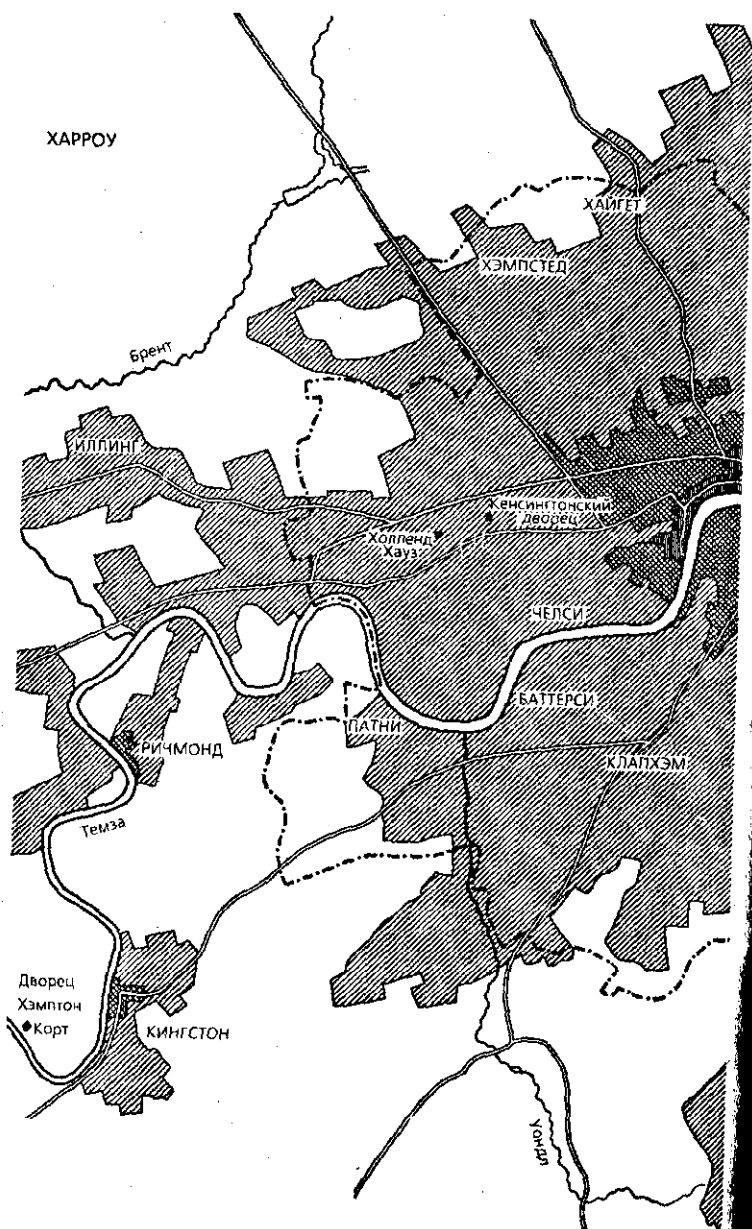 ХАРРОУ
ХАЙГЕТ
ХЭМПСТЕД
Брент
ИЛЛИНГ
Кенсингтонский
дворец
Холленд
Хауз
ЧЕЛСИ
БАТТЕРСИ
ПАТНИ
РИЧМОНД
КЛАПХЭМ
Темза
Дворец
Хэмптон
Корт
КИНГСТОН
Уондл